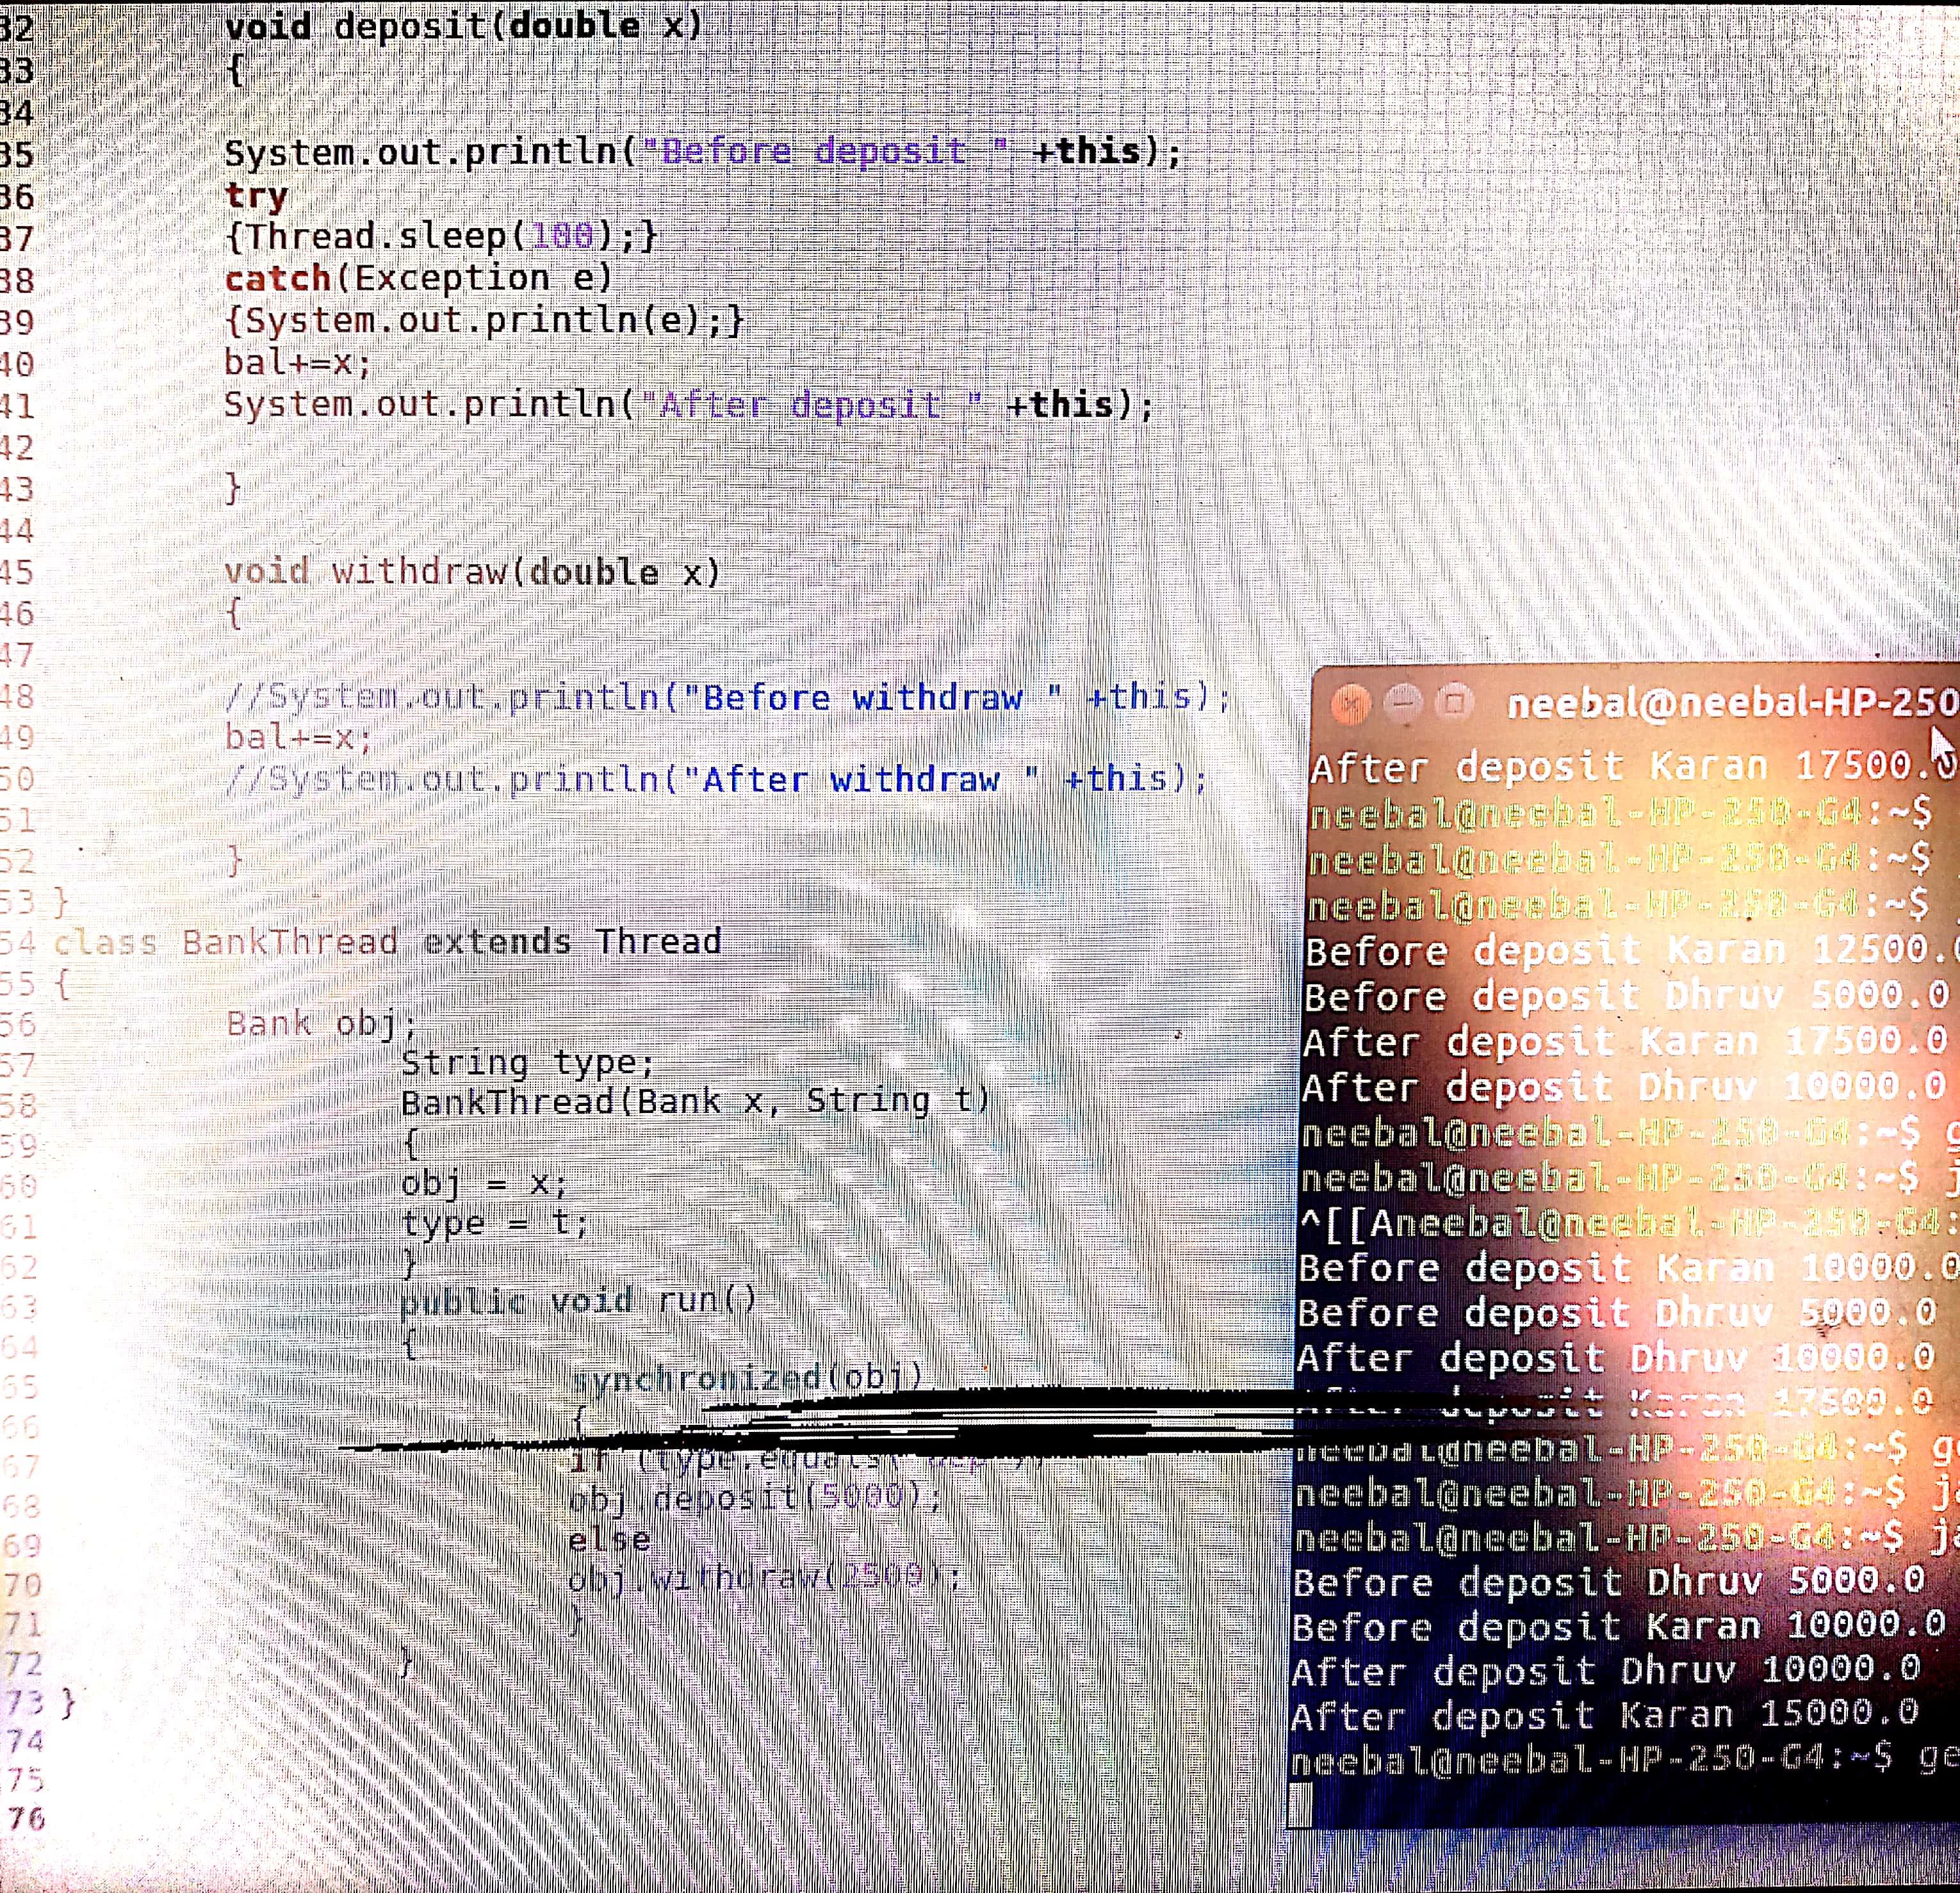 32 void deposit(double x)
33 {
34
35 System.out.println("Before deposit " +this);
36 try
37 {Thread.sleep(100);}
38 catch(Exception e)
39 {System.out.println(e);}
40 bal+=x;
41 System.out.println("After deposit " +this);
42
43 }
44
45 void withdraw(double x)
46 {
47
48 //System.out.println("Before withdraw " +this);
49 bal+=x;
50 //System.out.println("After withdraw " +this);
51
52 }
53 }
54 class BankThread extends Thread
55 {
56 Bank obj;
57 String type;
58 BankThread(Bank x, String t)
59 {
60 obj = x;
61 type = t;
62 }
63 public void run()
64 {
65 synchronized(obj)
66 {
67 if (type.equals(
68 obj.deposit(5000);
69 else
70 obj.withdraw(2500);
71 }
72 }
73 }
74
75
76
neebal@neebal-HP-250
After deposit Karan 17500.0
neebal@neebal-HP-250-G4:~$
neebal@neebal-HP-250-G4:~$
neebal@neebal-HP-250-G4:~$
Before deposit Karan 12500.
Before deposit Dhruv 5000.0
After deposit Karan 17500.0
After deposit Dhruv 10000.0
neebal@neebal-HP-250-G4:~$ g
neebal@neebal-HP-250-G4:~$ j
^[[Aneebal@neebal-HP-250-G4:
Before deposit Karan 10000.0
Before deposit Dhruv 5000.0
After deposit Dhruv 10000.0
After deposit Karan 17500.0
neebal@neebal-HP-250-G4:~$ g
neebal@neebal-HP-250-G4:~$ ja
neebal@neebal-HP-250-G4:~$ ja
Before deposit Dhruv 5000.0
Before deposit Karan 10000.0
After deposit Dhruv 10000.0
After deposit Karan 15000.0
neebal@neebal-HP-250-G4:~$ ge